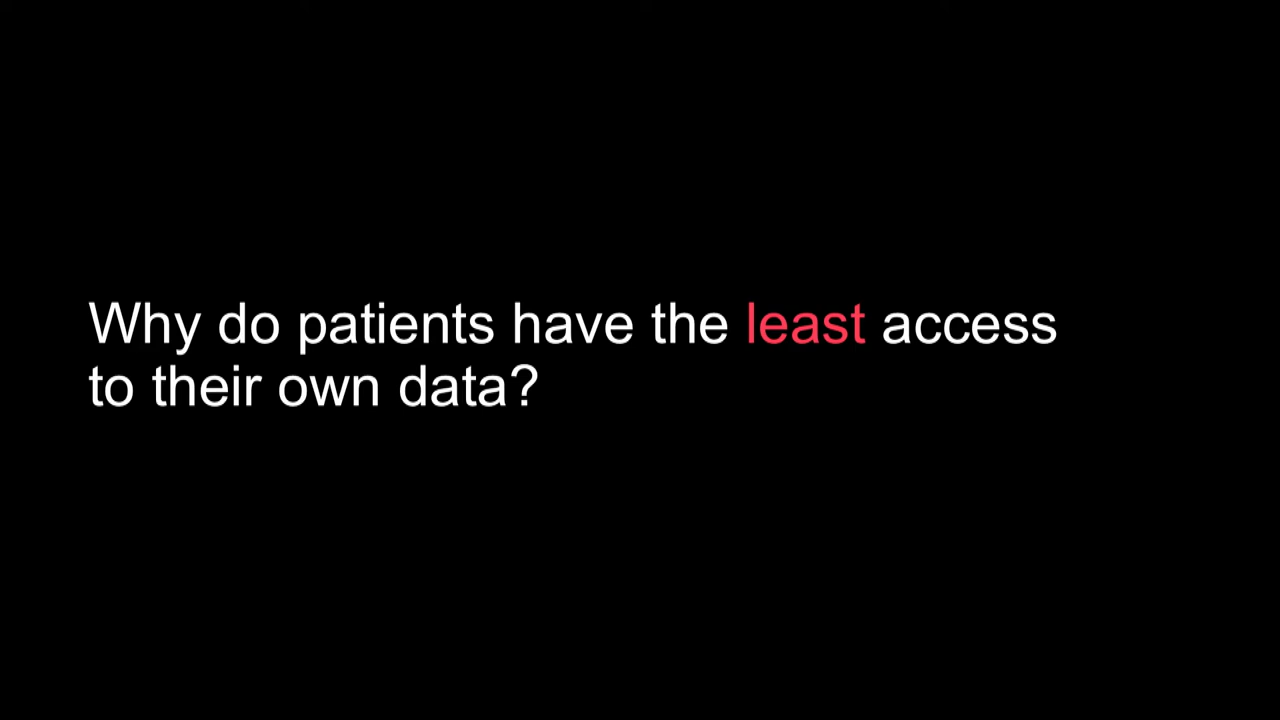 Why do patients have the least access
to their own data?